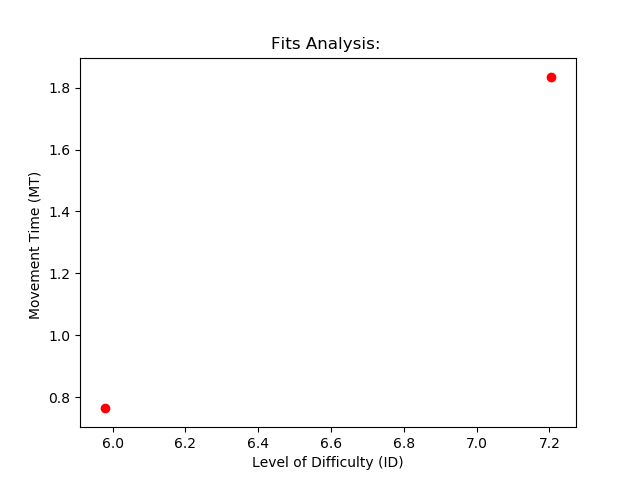 Fits Analysis:
1.8
1.6
1.4
1.2
1.0
0.8
Movement Time (MT)
6.0 6.2 6.4 6.6 6.8 7.0 7.2
Level of Difficulty (ID)